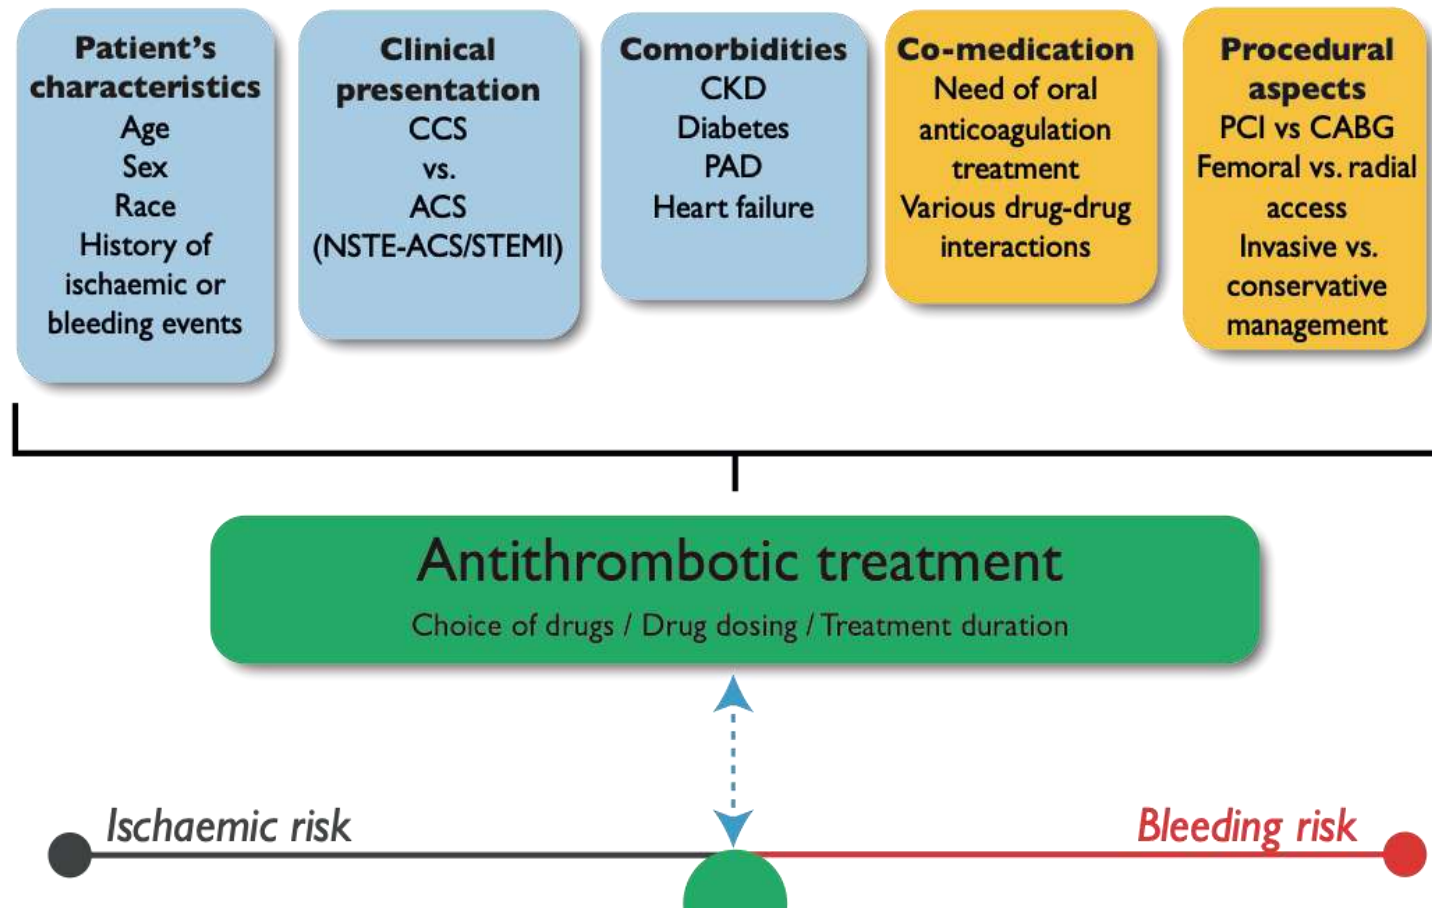 Patient's
characteristics
Age
Sex
Race
History of
ischaemic or
bleeding events
Clinical
presentation
CCS
vs.
ACS
(NSTE-ACS/STEMI)
Comorbidities
CKD
Diabetes
PAD
Heart failure
Co-medication
Need of oral
anticoagulation
treatment
Various drug-drug
interactions
Procedural
aspects
PCI vs CABG
Femoral vs. radial
access
Invasive vs.
conservative
management
Antithrombotic treatment
Choice of drugs / Drug dosing / Treatment duration
Ischaemic risk
Bleeding risk